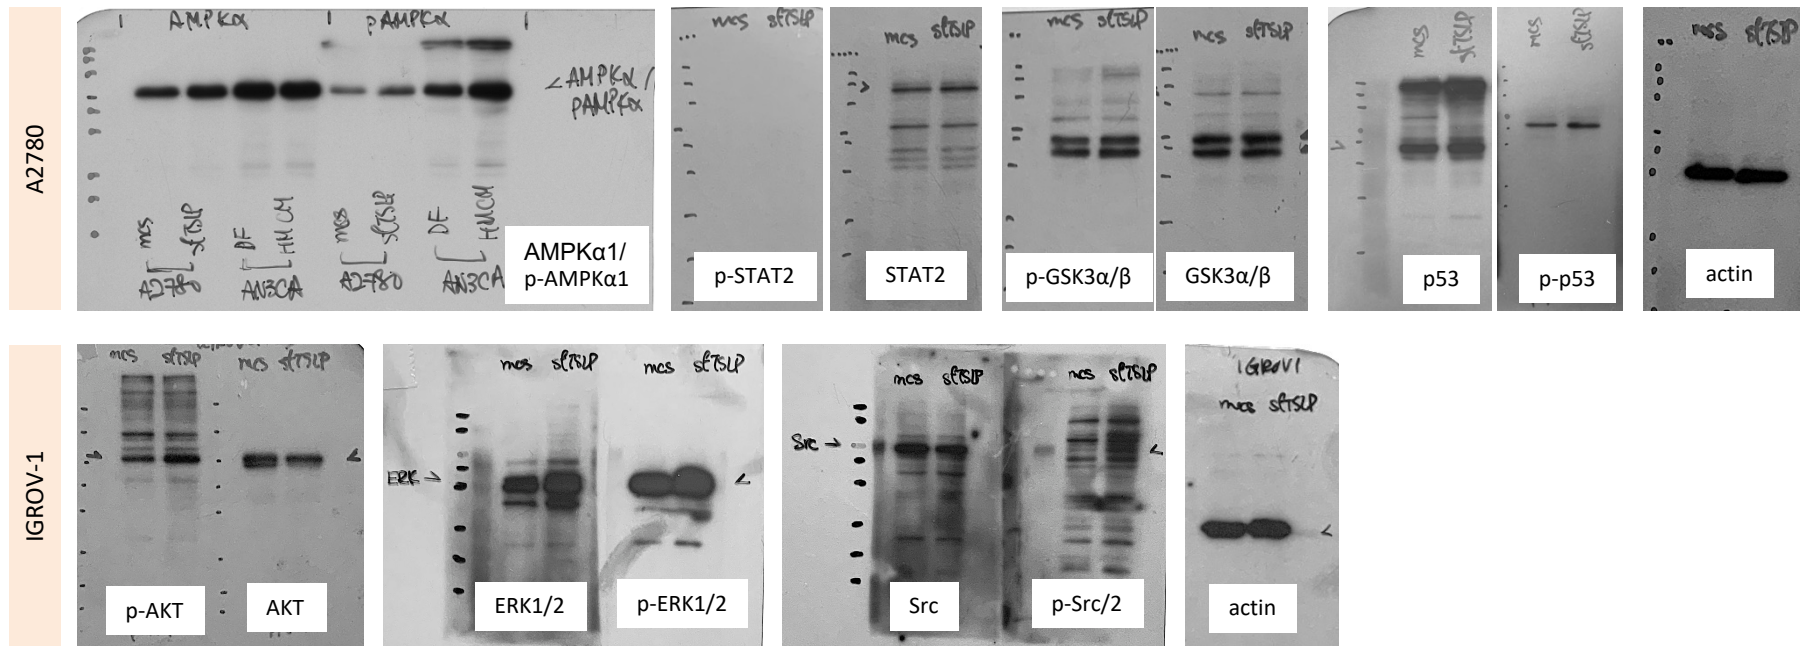 A2780
AMPKα
pAMPKα
< AMPKα /
pAMPKα
mcs
sfTSLP
DF
HMCM
mcs
sfTSLP
DF
HMCM
A2780
AN3CA
A2780
AN3CA
AMPKα1/
p-AMPKα1
mcs sfTSLP
p-STAT2
mcs sfTSLP
>
STAT2
mcs sfTSLP
p-GSK3α/β
mcs sfTSLP
GSK3α/β
mcs
sfTSLP
p53
mcs
sfTSLP
p-p53
mcs sfTSLP
actin
IGROV-1
mcs sfTSLP
p-AKT
mcs sfTSLP
<
AKT
mcs sfTSLP
ERK >
ERK1/2
mcs sfTSLP
<
p-ERK1/2
mcs sfTSLP
Src →
Src
mcs sfTSLP
<
p-Src/2
IGROV1
mcs sfTSLP
<
actin